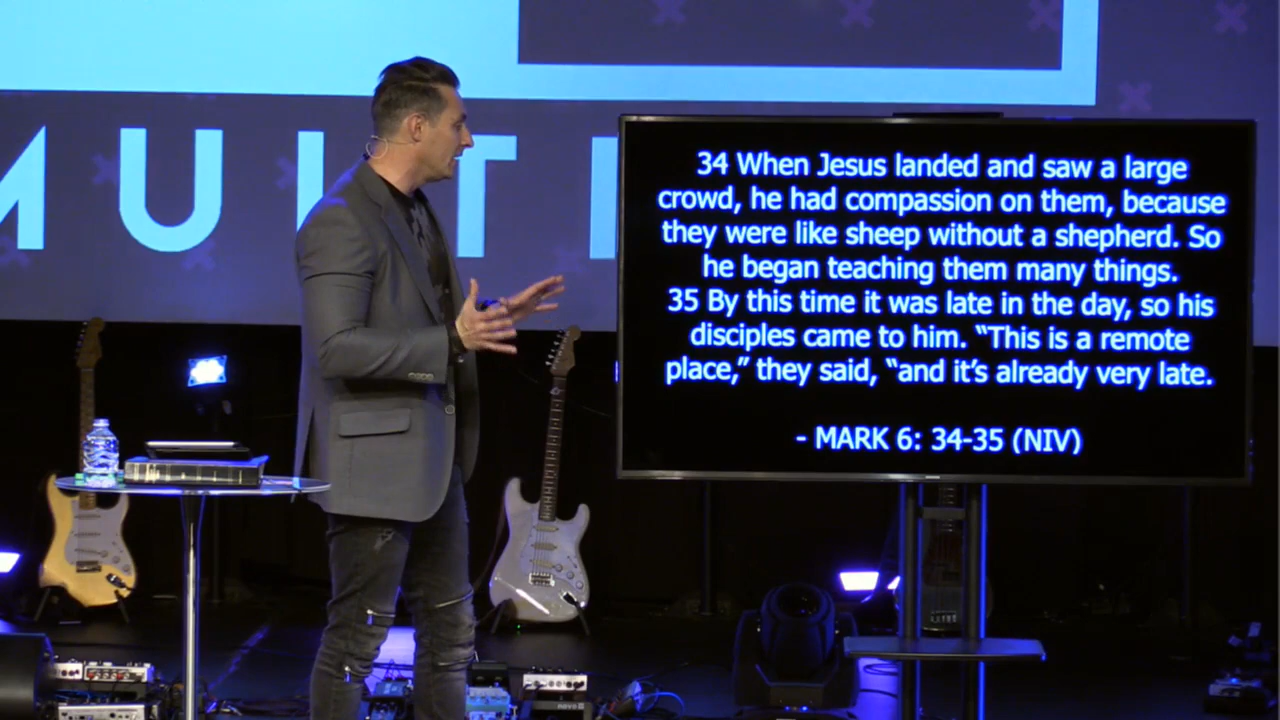 MULTI
34 When Jesus landed and saw a large
crowd, he had compassion on them, because
they were like sheep without a shepherd. So
he began teaching them many things.
35 By this time it was late in the day, so his
disciples came to him. “This is a remote
place,” they said, “and it’s already very late.
- MARK 6: 34-35 (NIV)